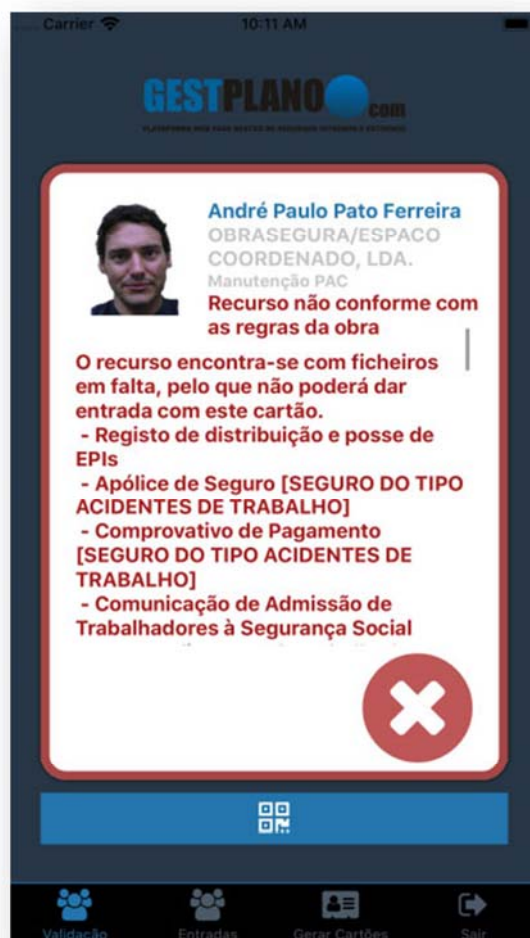 Carrier 10:11 AM
GESTPLANO.com
André Paulo Pato Ferreira
OBRASEGURA/ESPACO
COORDENADO, LDA.
Manutenção PAC
Recurso não conforme com
as regras da obra
O recurso encontra-se com ficheiros
em falta, pelo que não poderá dar
entrada com este cartão.
- Registo de distribuição e posse de
EPIs
- Apólice de Seguro [SEGURO DO TIPO
ACIDENTES DE TRABALHO]
- Comprovativo de Pagamento
[SEGURO DO TIPO ACIDENTES DE
TRABALHO]
- Comunicação de Admissão de
Trabalhadores à Segurança Social
Validação Entradas Gerar Cartões Sair